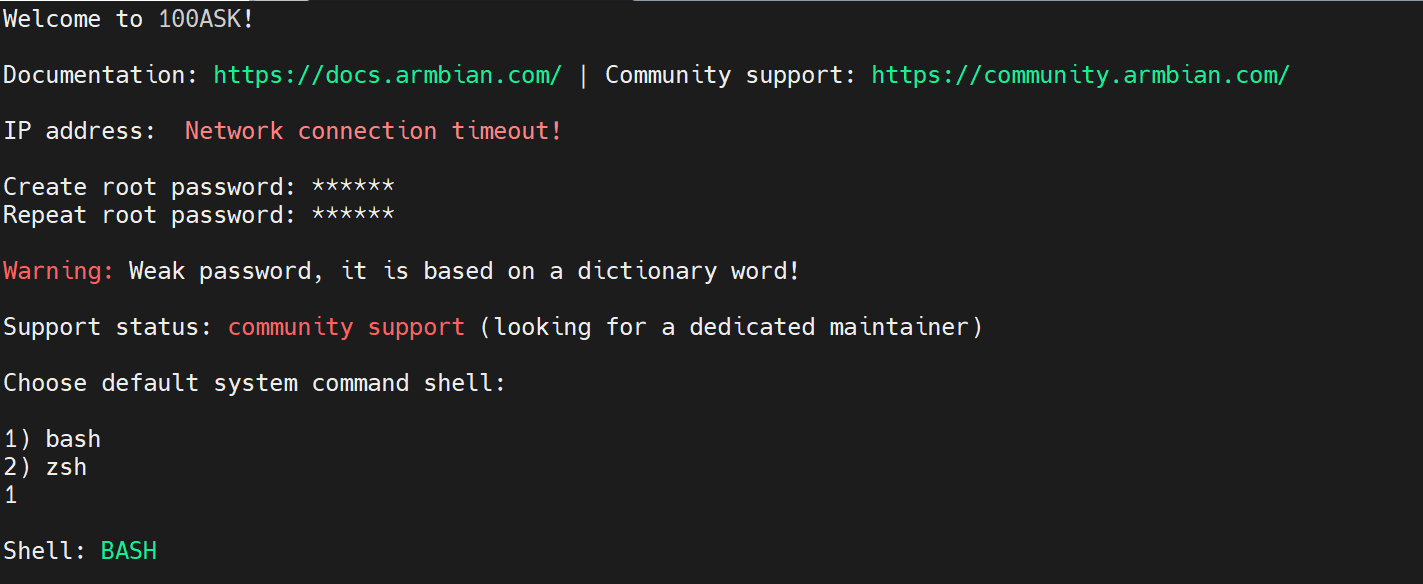 Welcome to 100ASK!
Documentation: https://docs.armbian.com/ | Community support: https://community.armbian.com/
IP address:  Network connection timeout!
Create root password: ******
Repeat root password: ******
Warning: Weak password, it is based on a dictionary word!
Support status: community support (looking for a dedicated maintainer)
Choose default system command shell:
1) bash
2) zsh
1
Shell: BASH